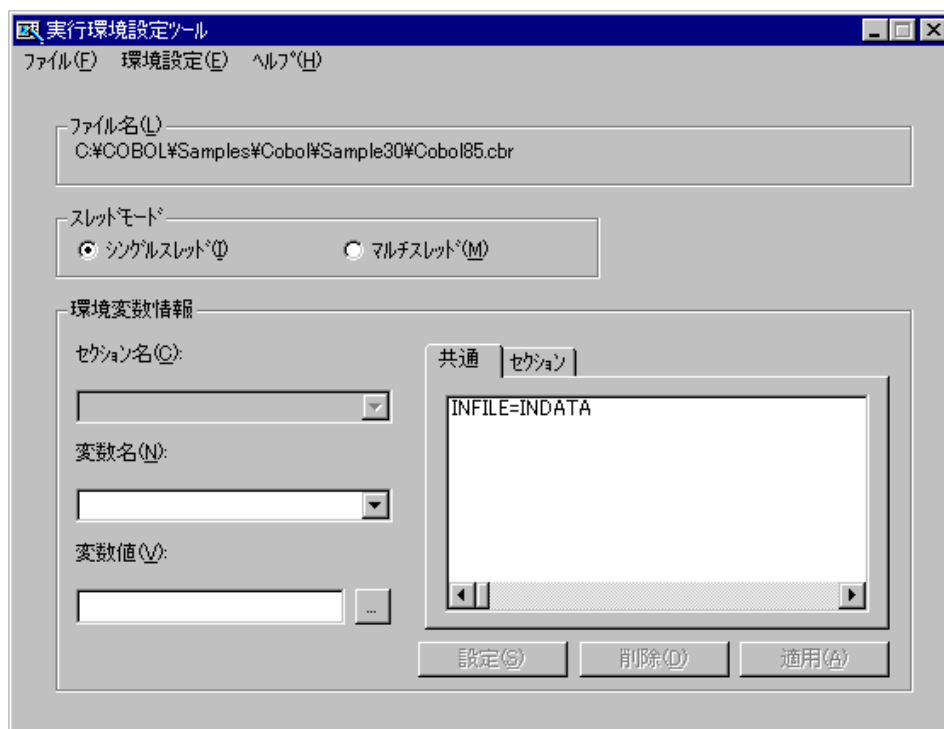 実行環境設定ツール
ファイル(F) 環境設定(E) ヘルプ(H)
ファイル名(L)
C:¥COBOL¥Samples¥Cobol¥Sample30¥Cobol85.cbr
スレッドモード
シングルスレッド(I) マルチスレッド(M)
環境変数情報
セクション名(C):
共通 セクション
INFILE=INDATA
変数名(N):
変数値(V):
...
設定(S) 削除(D) 適用(A)